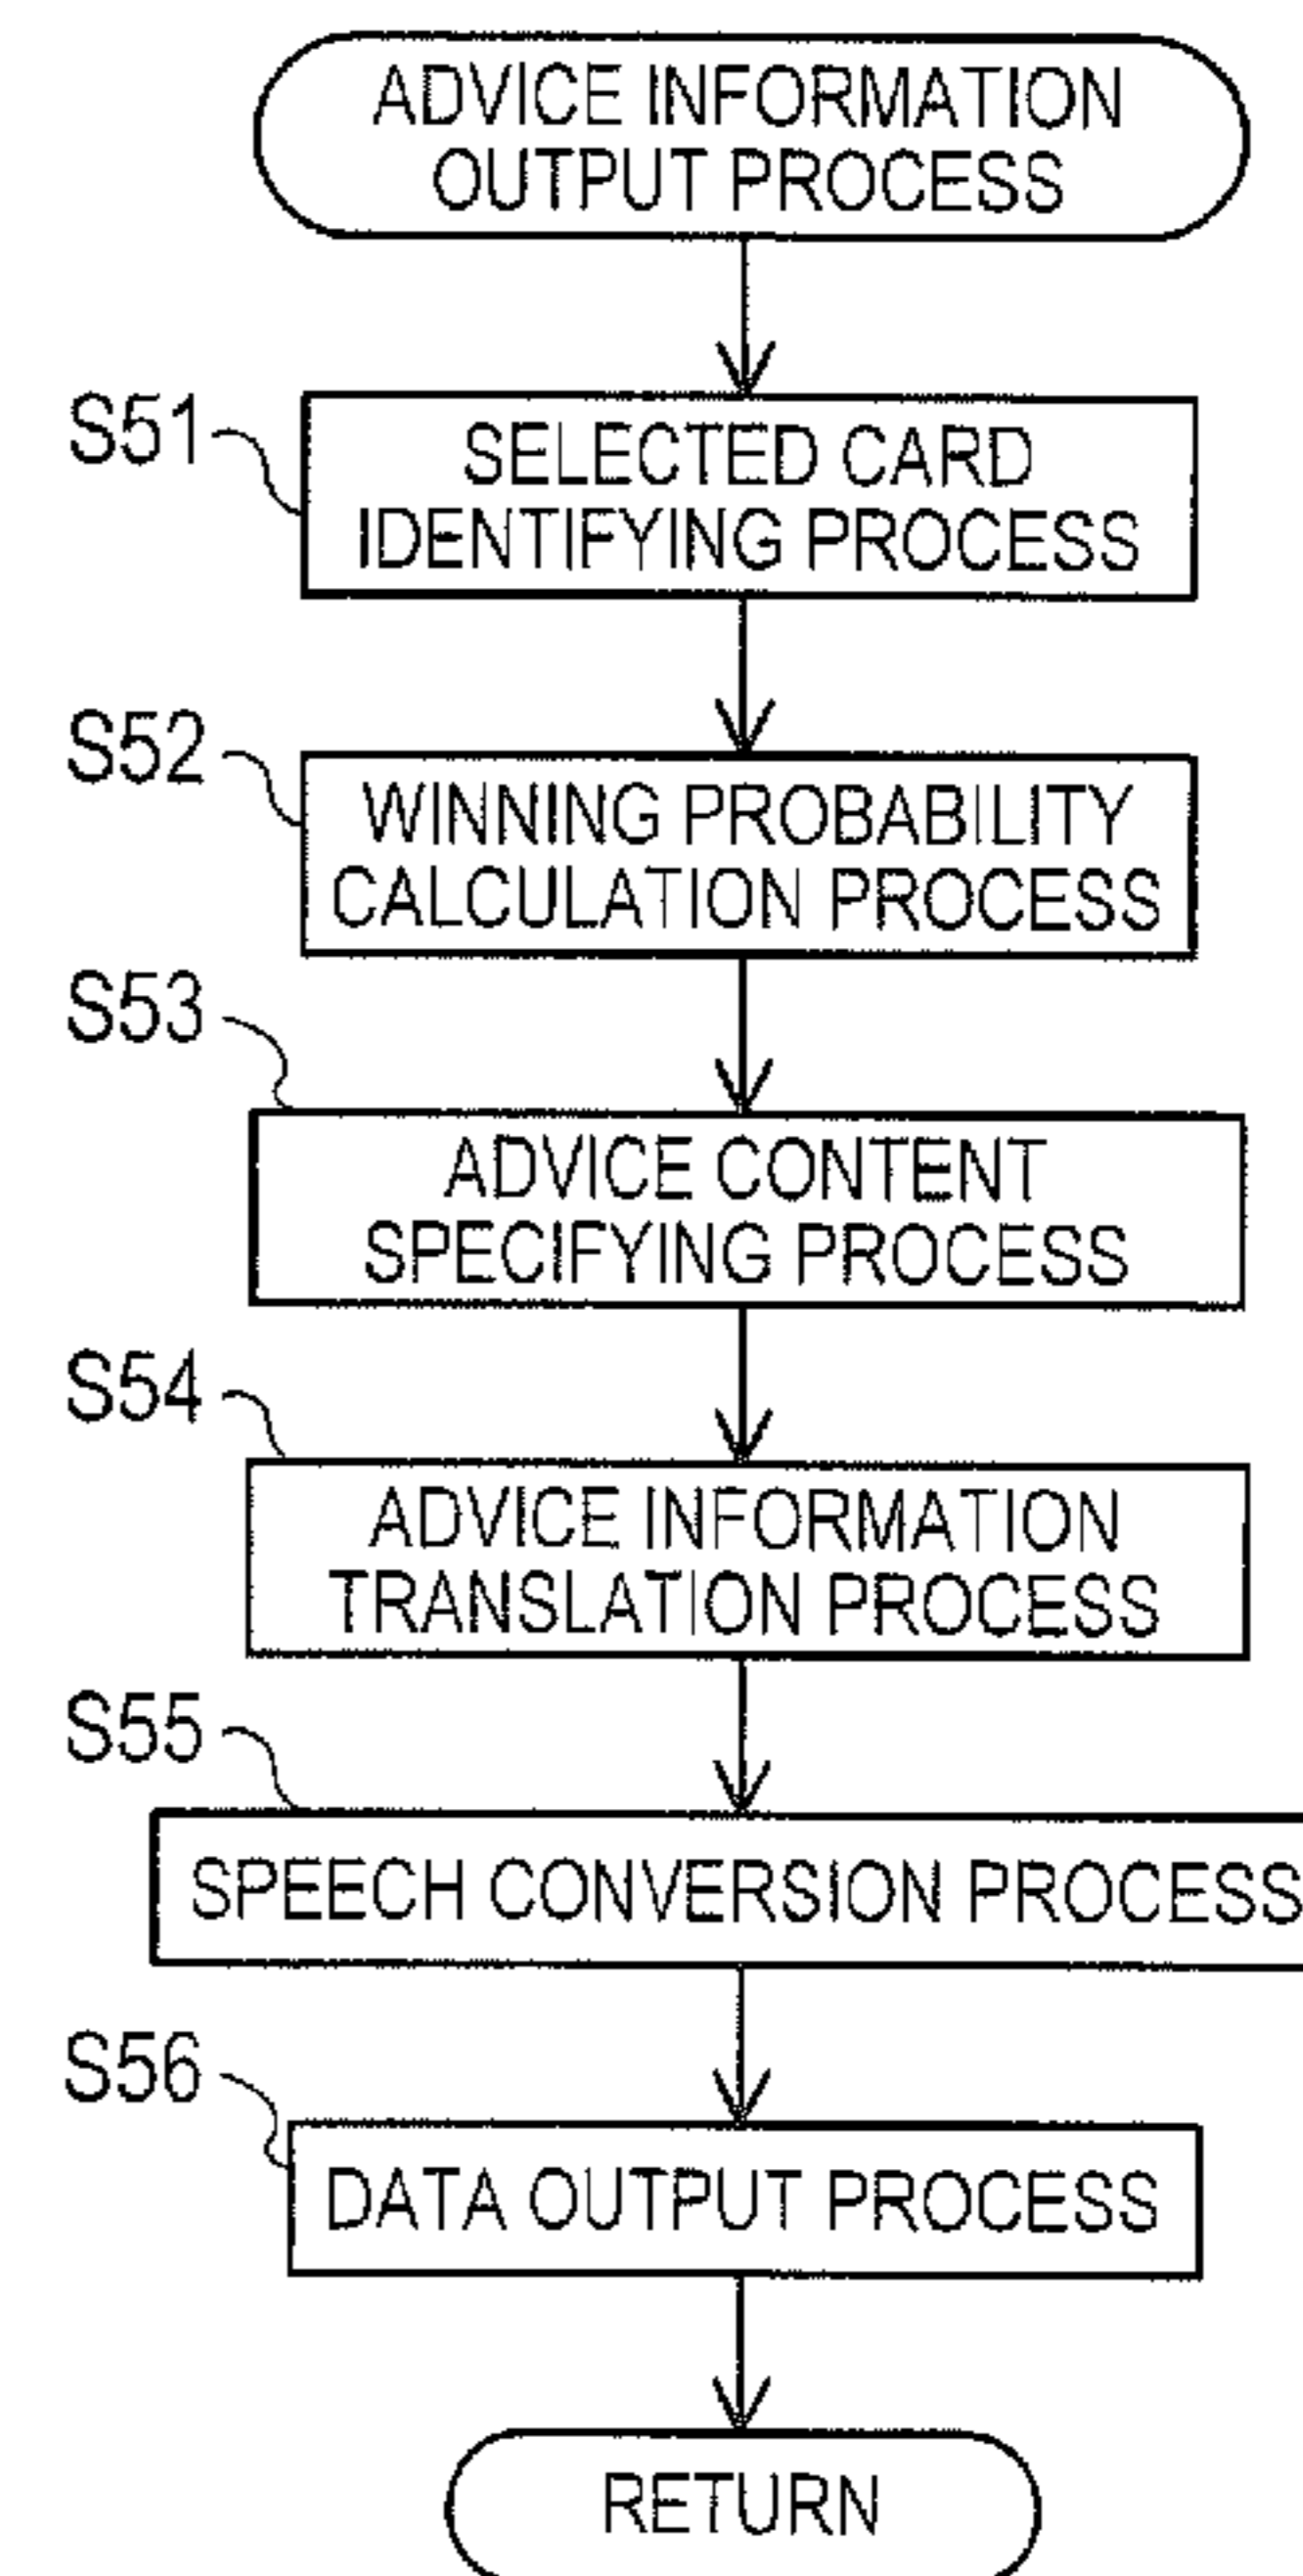 ADVICE INFORMATION
OUTPUT PROCESS
S51
SELECTED CARD
IDENTIFYING PROCESS
S52
WINNING PROBABILITY
CALCULATION PROCESS
S53
ADVICE CONTENT
SPECIFYING PROCESS
S54
ADVICE INFORMATION
TRANSLATION PROCESS
S55
SPEECH CONVERSION PROCESS
S56
DATA OUTPUT PROCESS
RETURN